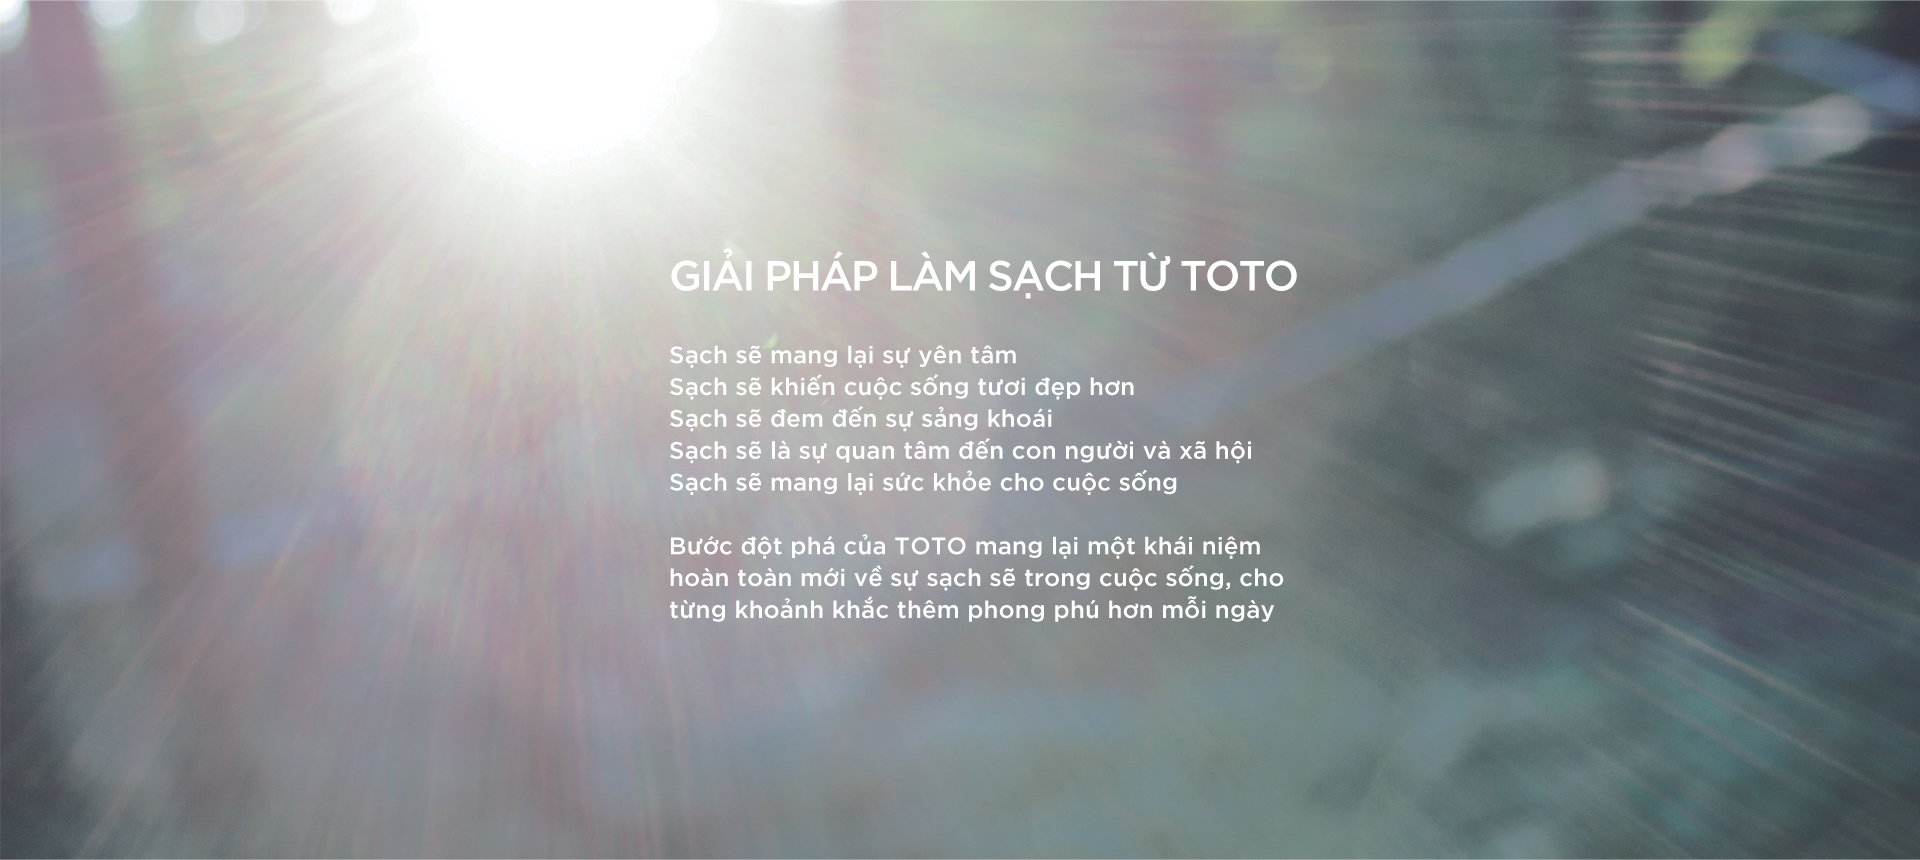 GIẢI PHÁP LÀM SẠCH TỪ TOTO
Sạch sẽ mang lại sự yên tâm
Sạch sẽ khiến cuộc sống tươi đẹp hơn
Sạch sẽ đem đến sự sảng khoái
Sạch sẽ là sự quan tâm đến con người và xã hội
Sạch sẽ mang lại sức khỏe cho cuộc sống
Bước đột phá của TOTO mang lại một khái niệm
hoàn toàn mới về sự sạch sẽ trong cuộc sống, cho
từng khoảnh khắc thêm phong phú hơn mỗi ngày